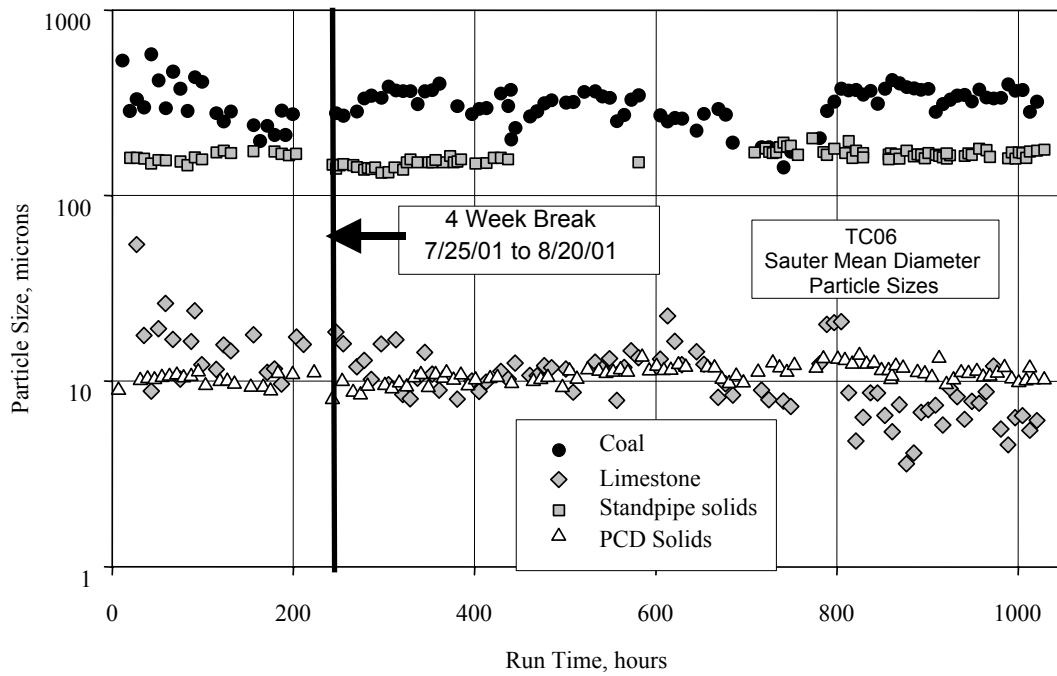 1000
100
10
1
Particle Size, microns
4 Week Break
7/25/01 to 8/20/01
TC06
Sauter Mean Diameter
Particle Sizes
Coal
Limestone
Standpipe solids
PCD Solids
0 200 400 600 800 1000
Run Time, hours